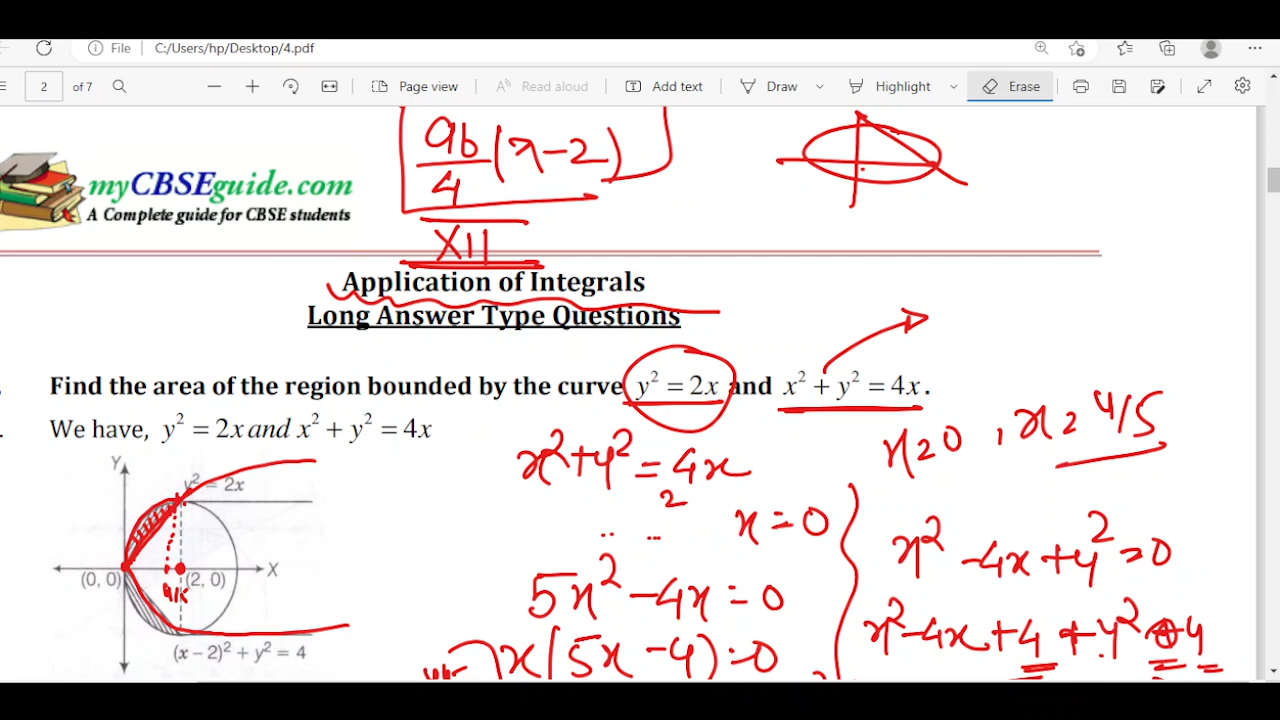 File C:/Users/hp/Desktop/4.pdf
2 of 7 Page view Read aloud Add text Draw Highlight Erase
ab/4 (π-2)
myCBSEguide.com
A Complete guide for CBSE students
XII
Application of Integrals
Long Answer Type Questions
Find the area of the region bounded by the curve y² = 2x and x² + y² = 4x.
We have, y² = 2x and x² + y² = 4x
x=0, x=4/5
x²+y² = 4x
2
x=0
x²-4x+y²=0
5x²-4x=0
x²-4x+4+y²=4
x(5x-4)=0
Y
y² = 2x
(0, 0)
(2, 0)
X
(x − 2)² + y² = 4